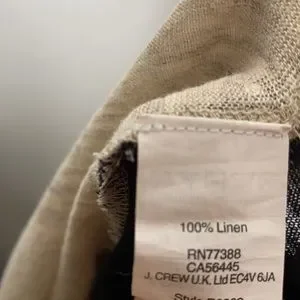 100% Linen
RN77388
CA56445
J. CREW U.K. Ltd EC4V 6JA